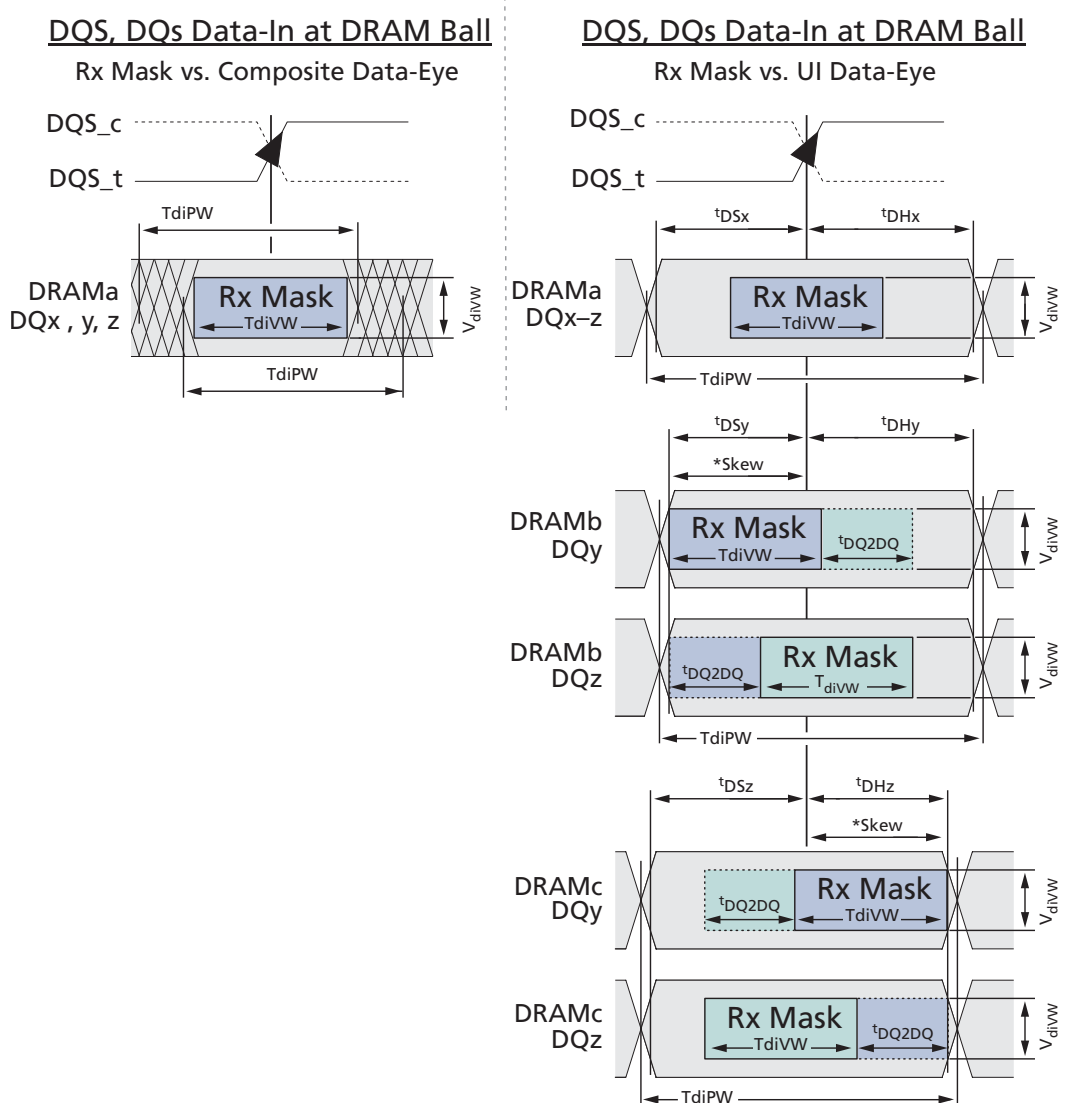 DQS, DQs Data-In at DRAM Ball
Rx Mask vs. Composite Data-Eye
DQS_c
DQS_t
TdiPW
DRAMa
DQx , y, z
Rx Mask
TdiVW
VdiVW
TdiPW
DQS, DQs Data-In at DRAM Ball
Rx Mask vs. UI Data-Eye
DQS_c
DQS_t
tDSx
tDHx
DRAMa
DQx–z
Rx Mask
TdiVW
VdiVW
TdiPW
tDSy
tDHy
*Skew
DRAMb
DQy
Rx Mask
TdiVW
tDQ2DQ
VdiVW
DRAMb
DQz
tDQ2DQ
Rx Mask
TdiVW
VdiVW
TdiPW
tDSz
tDHz
*Skew
DRAMc
DQy
tDQ2DQ
Rx Mask
TdiVW
VdiVW
DRAMc
DQz
Rx Mask
TdiVW
tDQ2DQ
VdiVW
TdiPW